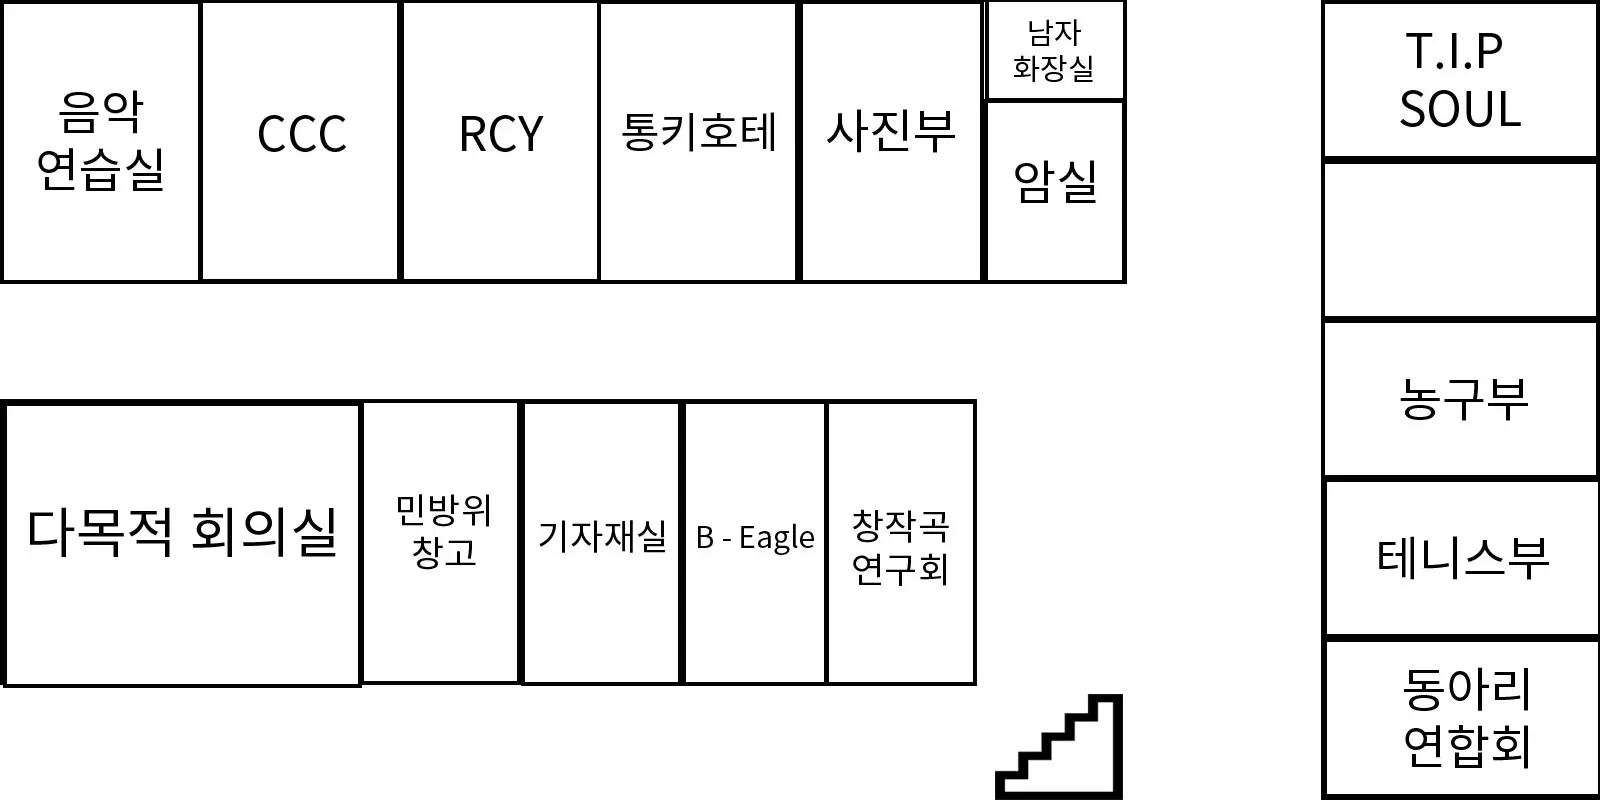 음악
연습실
CCC
RCY
통키호테
사진부
남자
화장실
암실
T.I.P
SOUL
농구부
테니스부
동아리
연합회
다목적 회의실
민방위
창고
기자재실
B - Eagle
창작곡
연구회